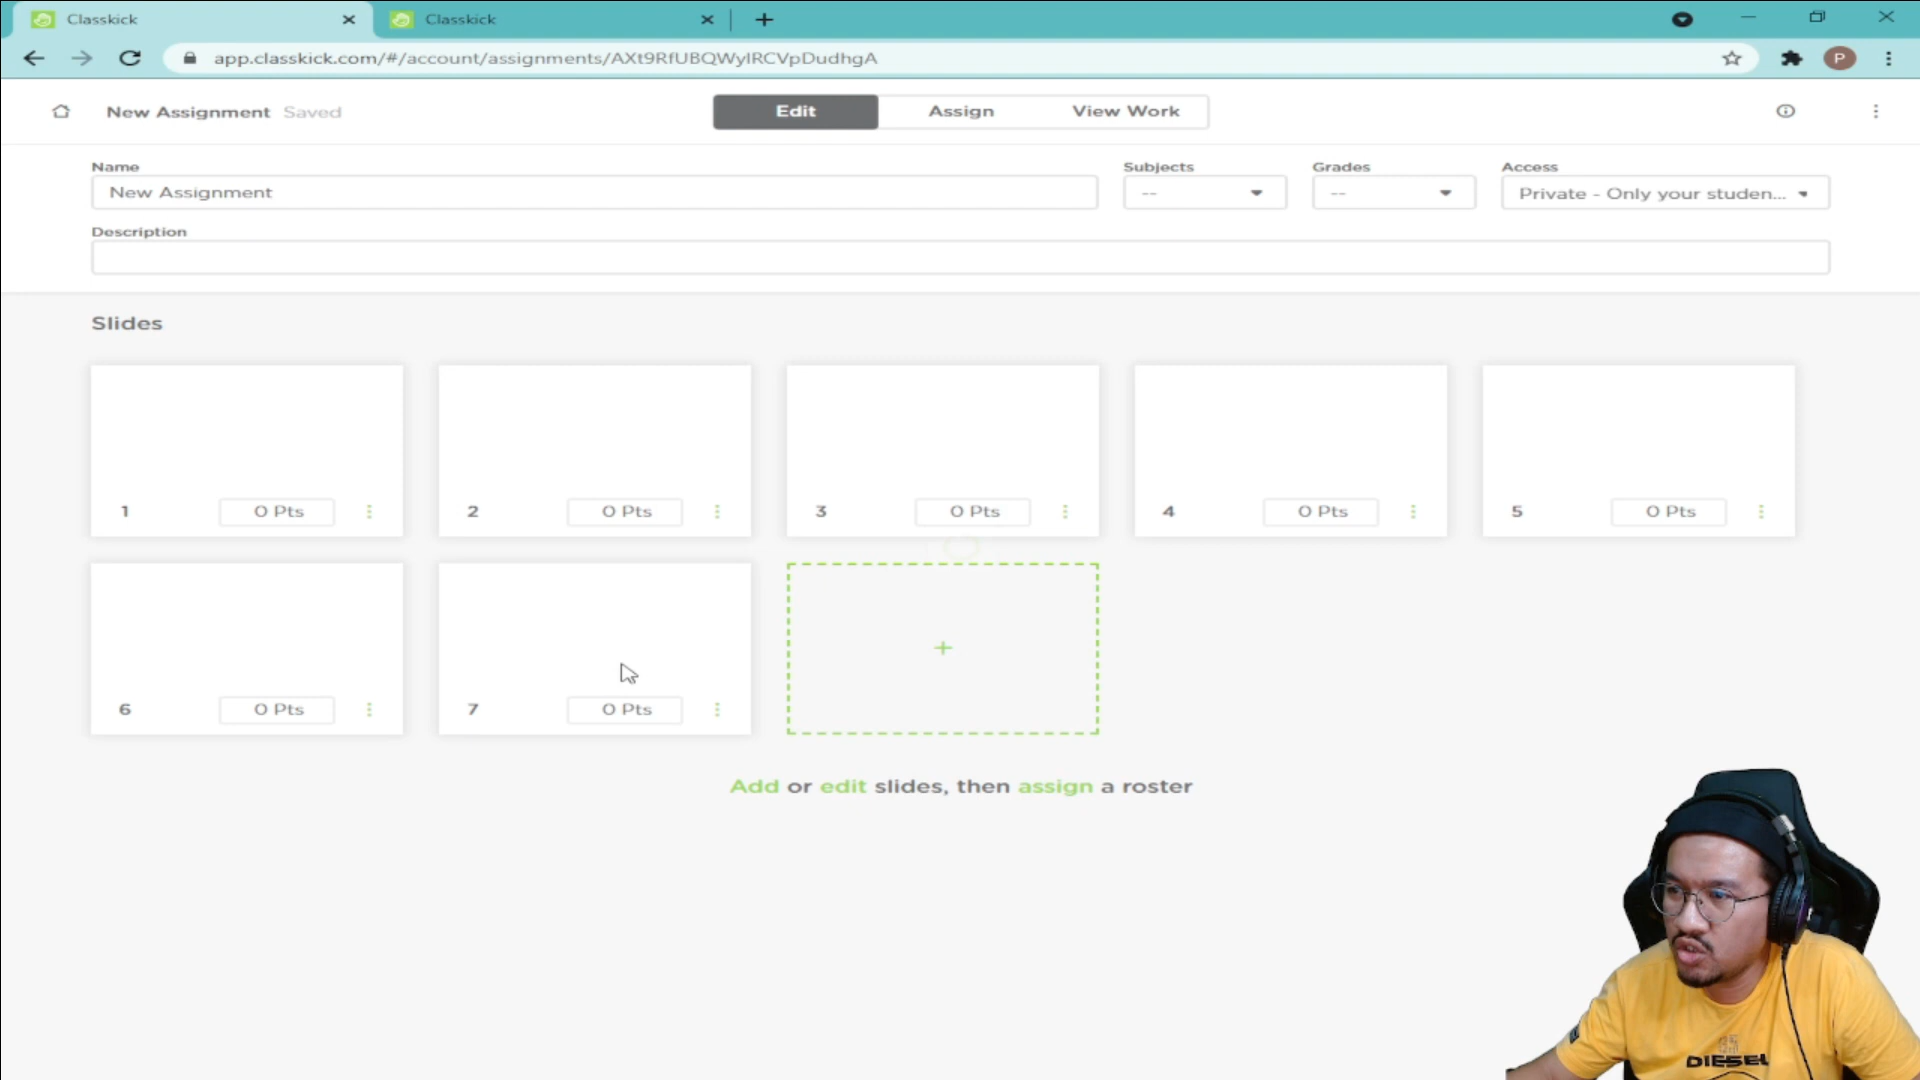 Classkick
Classkick
app.classkick.com/#/account/assignments/AXt9RfUBQWyIRCVpDudhgA
P
New Assignment Saved
Edit
Assign
View Work
Name
Subjects
Grades
Access
New Assignment
--
--
Private - Only your studen...
Description
Slides
1
0 Pts
2
0 Pts
3
0 Pts
4
0 Pts
5
0 Pts
6
0 Pts
7
0 Pts
+
Add or edit slides, then assign a roster
DIESEL